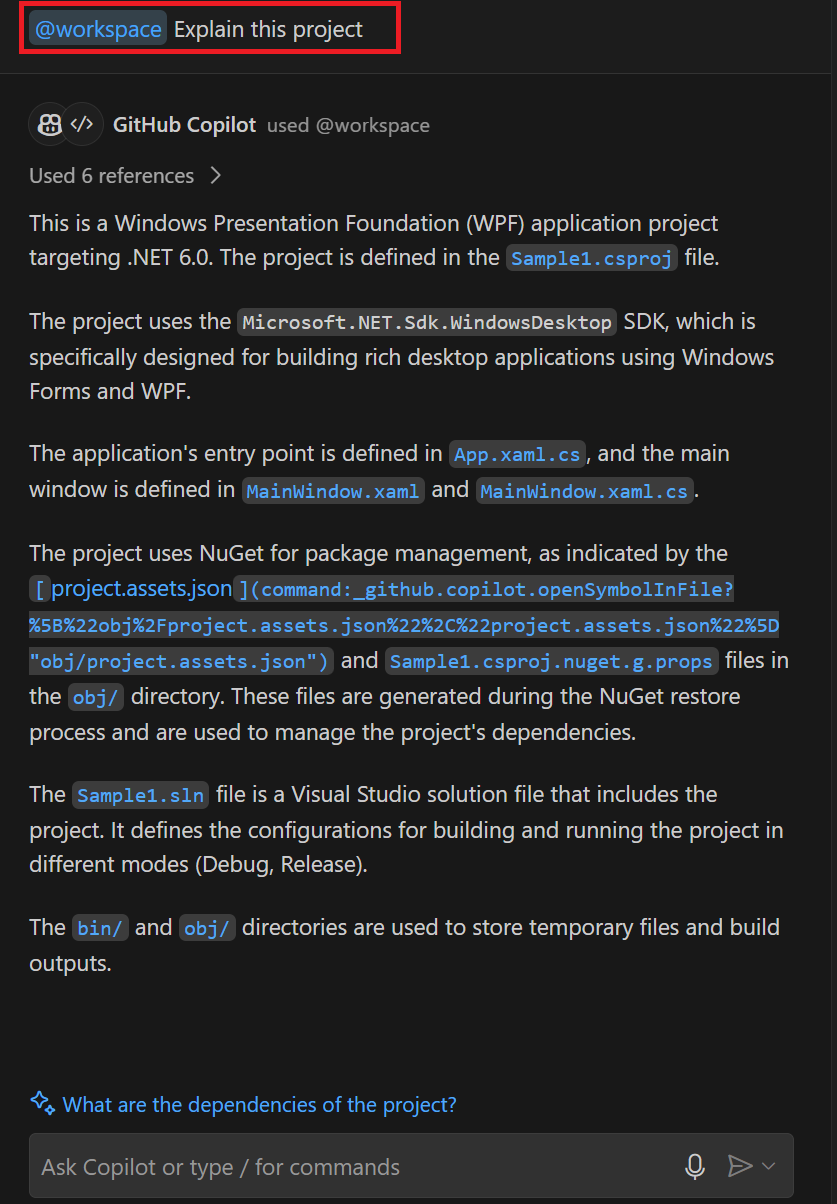 @workspace Explain this project
GitHub Copilot used @workspace
Used 6 references
This is a Windows Presentation Foundation (WPF) application project
targeting .NET 6.0. The project is defined in the Sample1.csproj file.
The project uses the Microsoft.NET.Sdk.WindowsDesktop SDK, which is
specifically designed for building rich desktop applications using Windows
Forms and WPF.
The application's entry point is defined in App.xaml.cs, and the main
window is defined in MainWindow.xaml and MainWindow.xaml.cs.
The project uses NuGet for package management, as indicated by the
[project.assets.json](command:_github.copilot.openSymbolInFile?
%5B%22obj%2Fproject.assets.json%22%2C%22project.assets.json%22%5D
"obj/project.assets.json") and Sample1.csproj.nuget.g.props files in
the obj/ directory. These files are generated during the NuGet restore
process and are used to manage the project's dependencies.
The Sample1.sln file is a Visual Studio solution file that includes the
project. It defines the configurations for building and running the project in
different modes (Debug, Release).
The bin/ and obj/ directories are used to store temporary files and build
outputs.
What are the dependencies of the project?
Ask Copilot or type / for commands